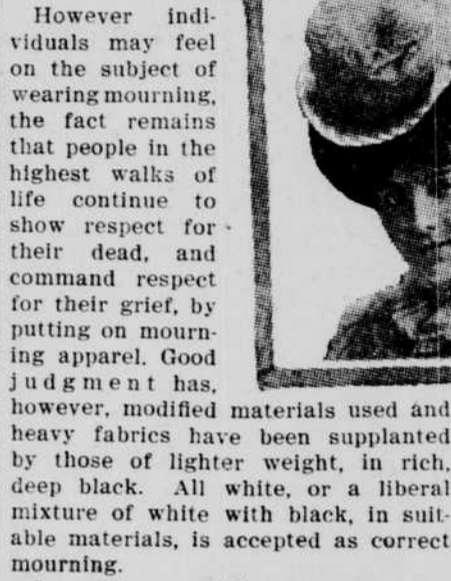 However indi-
viduals may feel
on the subject of
wearing mourning,
the fact remains
that people in the
highest walks of
life continue to
show respect for
their dead, and
command respect
for their grief, by
putting on mourn-
ing apparel. Good
judgment has,
however, modified materials used and
heavy fabrics have been supplanted
by those of lighter weight, in rich,
deep black. All white, or a liberal
mixture of white with black, in suit-
able materials, is accepted as correct
mourning.